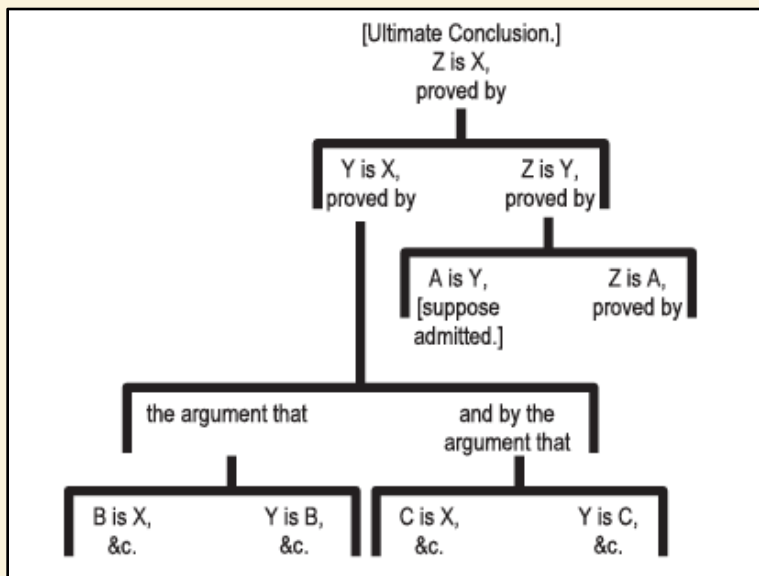 [Ultimate Conclusion.]
Z is X,
proved by
Y is X,
proved by
Z is Y,
proved by
A is Y,
[suppose
admitted.]
Z is A,
proved by
the argument that
and by the
argument that
B is X,
&c.
Y is B,
&c.
C is X,
&c.
Y is C,
&c.